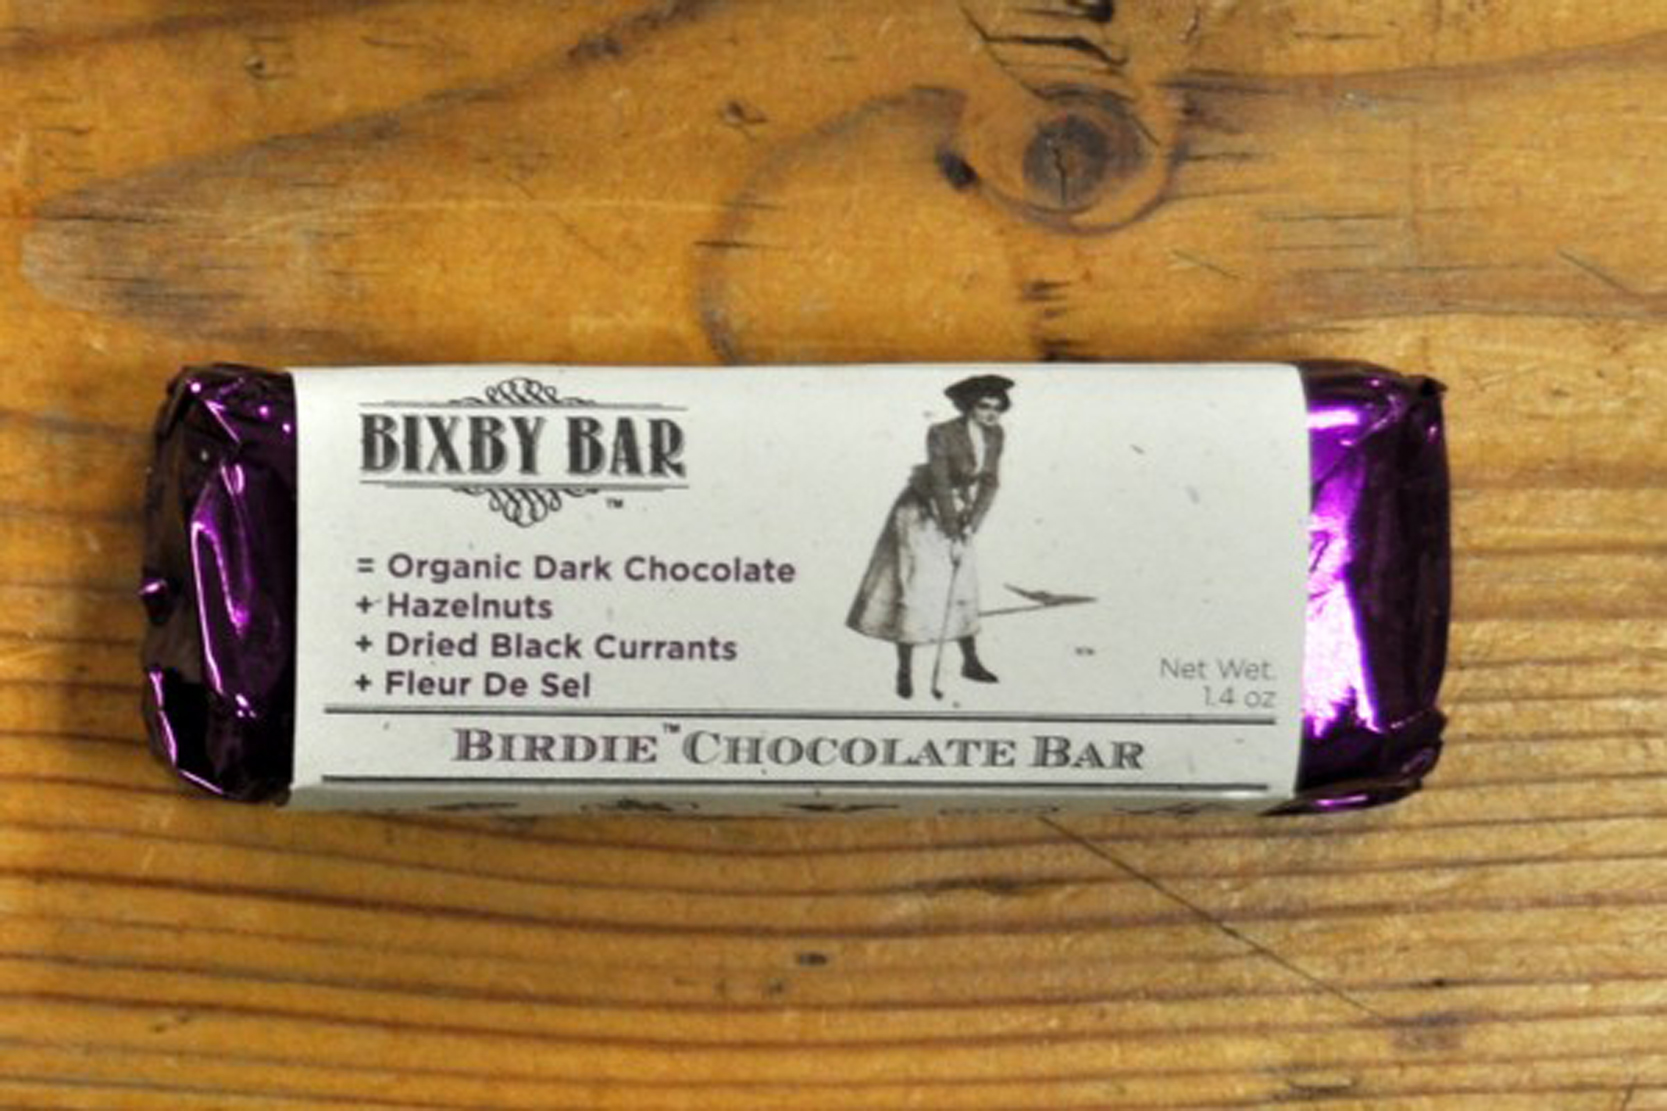 BIXBY BAR
™
= Organic Dark Chocolate
+ Hazelnuts
+ Dried Black Currants
+ Fleur De Sel
Net Wet.
1.4 oz
BIRDIE™ CHOCOLATE BAR